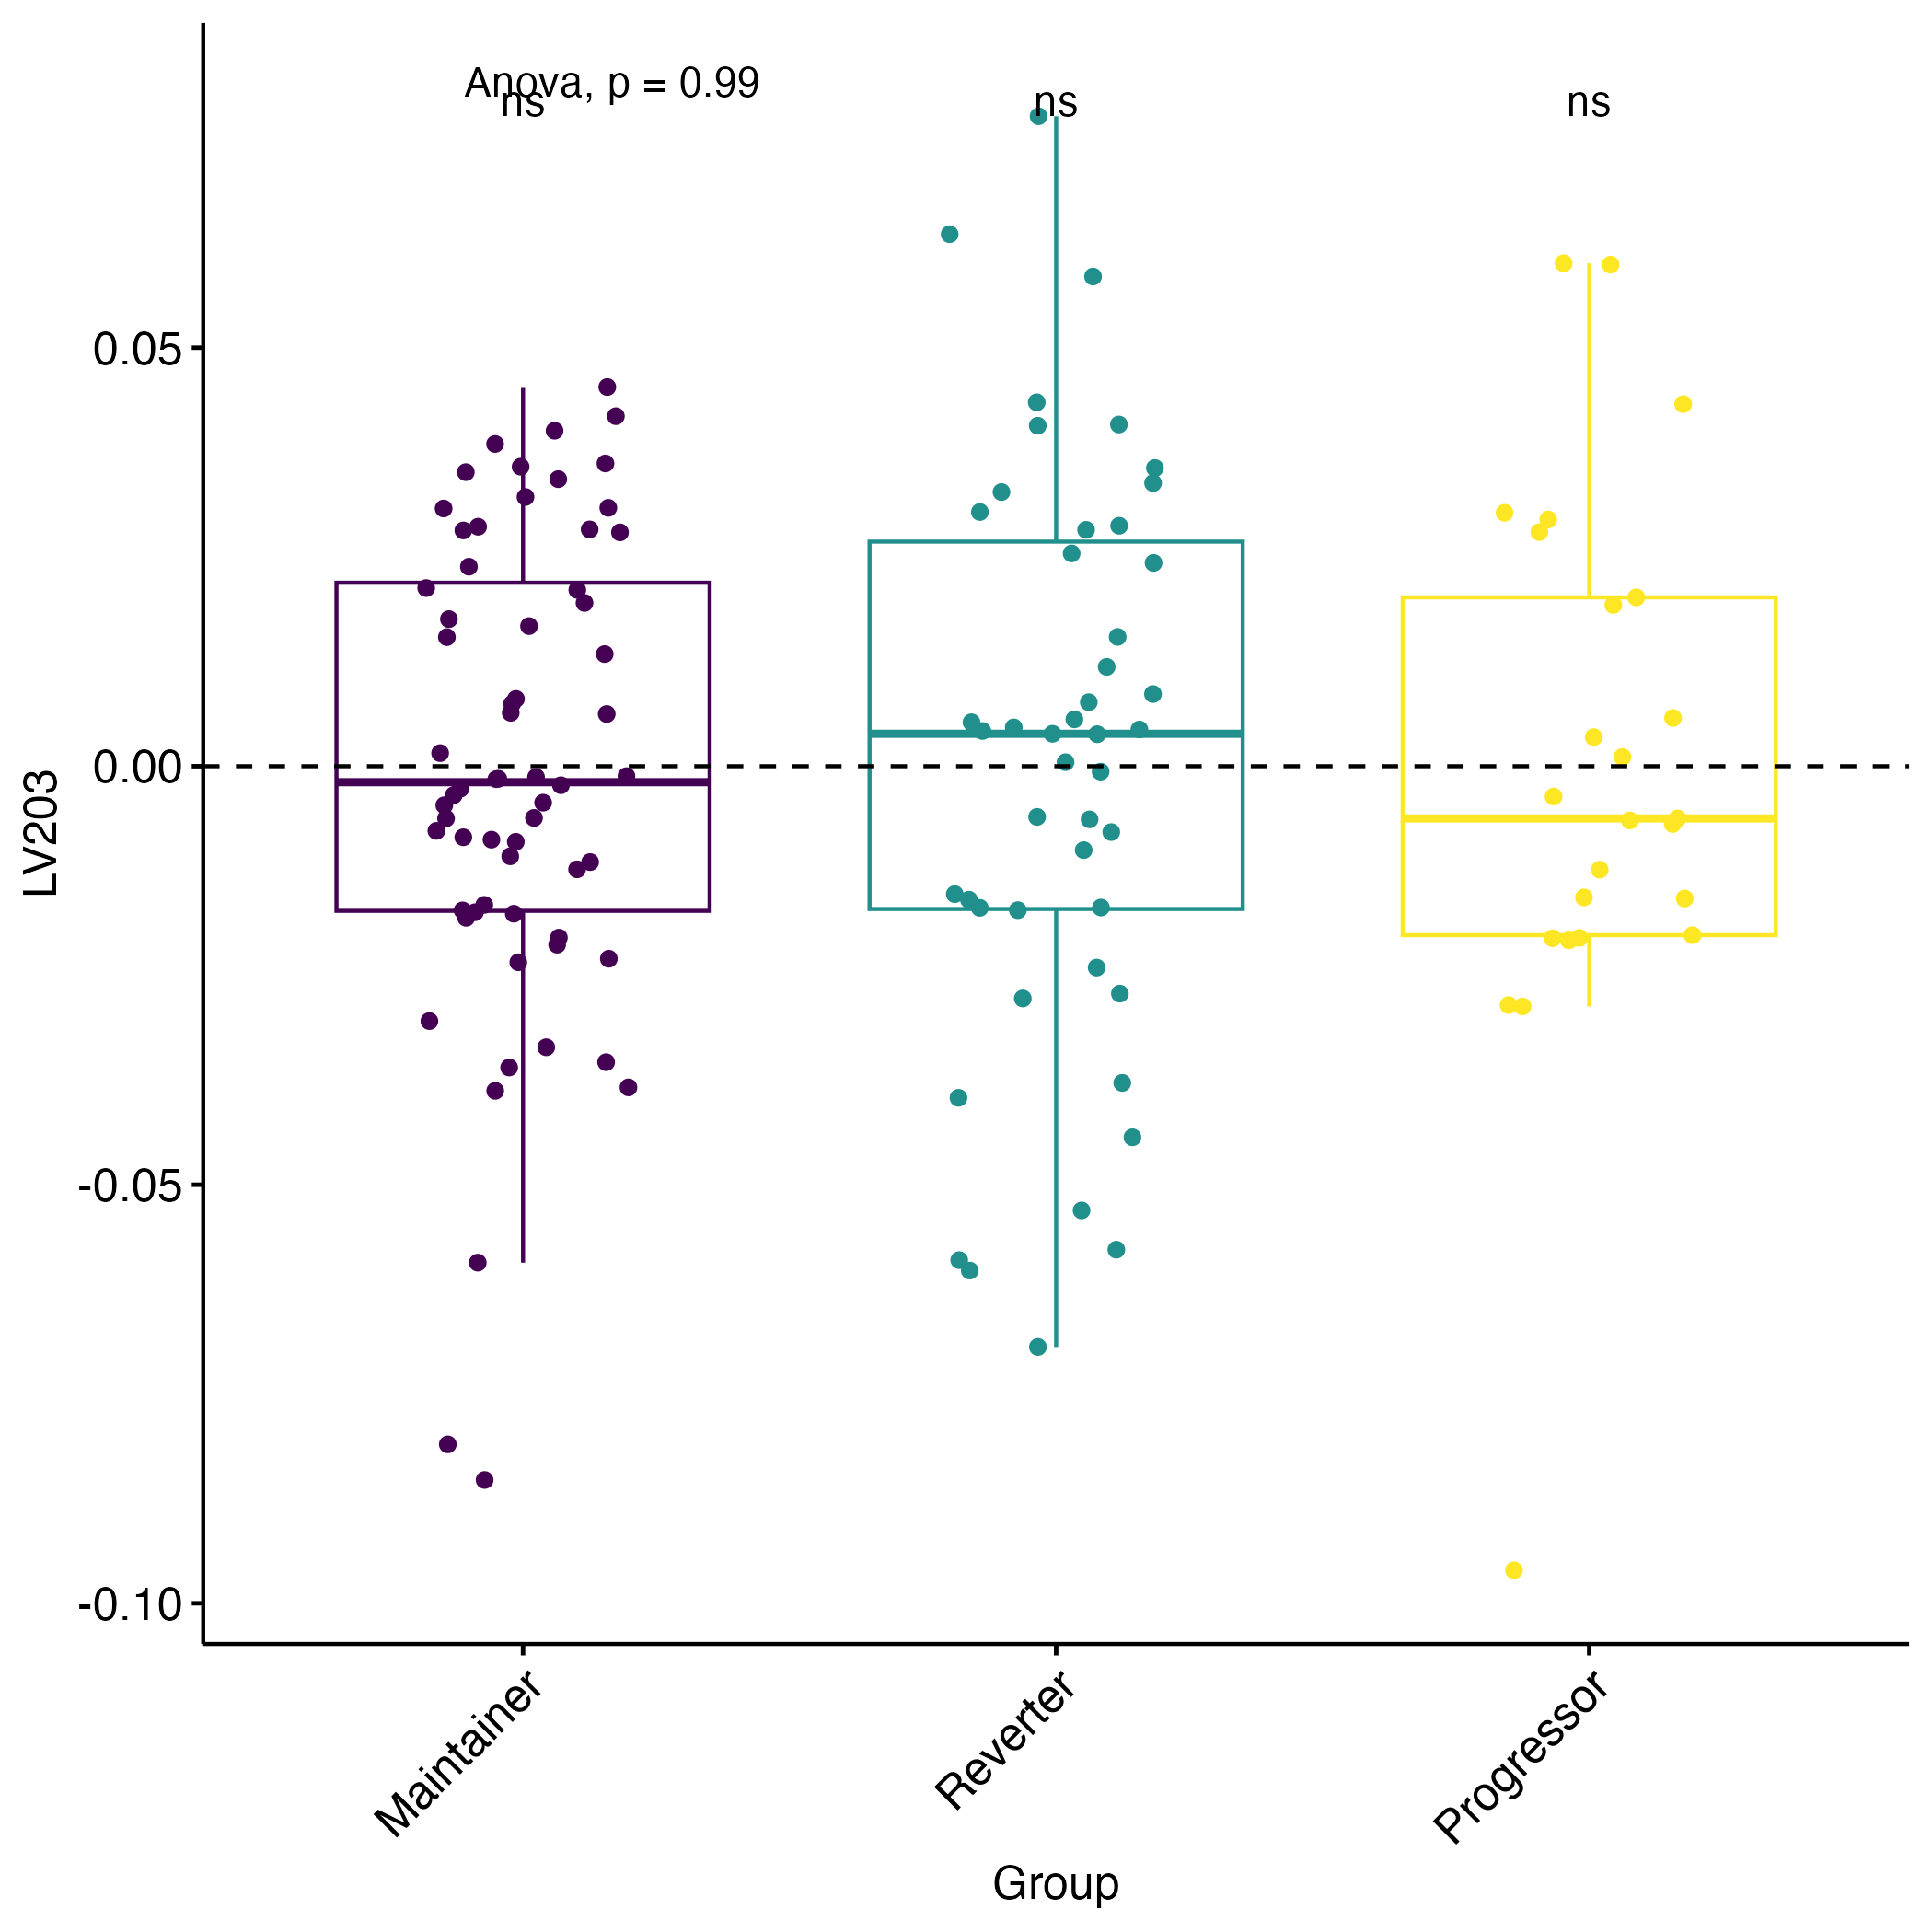 Anova, p = 0.99
ns
ns
ns
0.05
0.00
-0.05
-0.10
LV203
Maintainer
Reverter
Progressor
Group